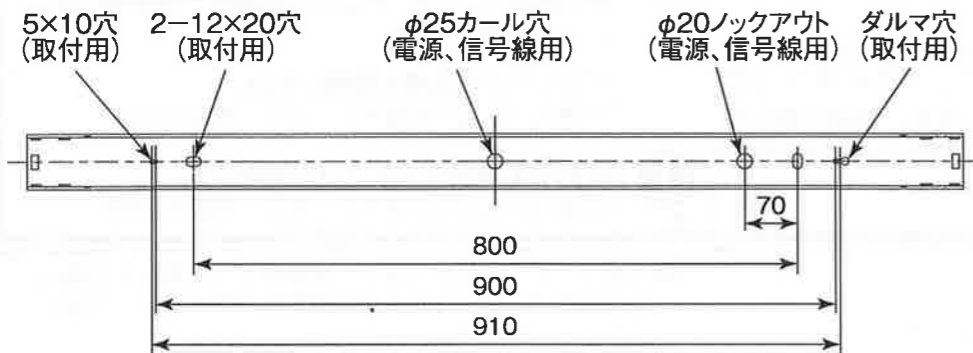 5×10穴
(取付用)
2−12×20穴
(取付用)
φ25カール穴
(電源、信号線用)
φ20ノックアウト
(電源、信号線用)
ダルマ穴
(取付用)
70
800
900
910